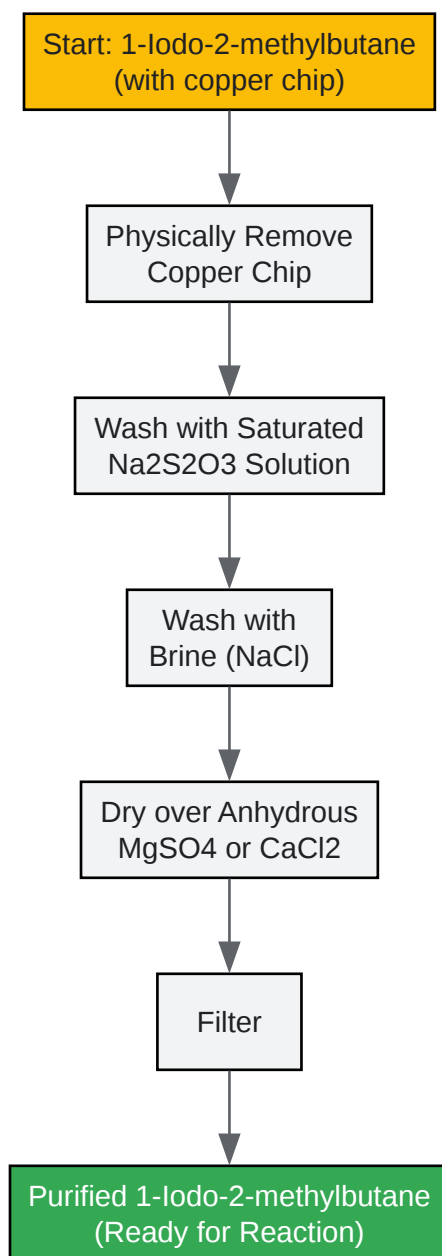 Start: 1-Iodo-2-methylbutane
(with copper chip)
Physically Remove
Copper Chip
Wash with Saturated
Na2S2O3 Solution
Wash with
Brine (NaCl)
Dry over Anhydrous
MgSO4 or CaCl2
Filter
Purified 1-Iodo-2-methylbutane
(Ready for Reaction)